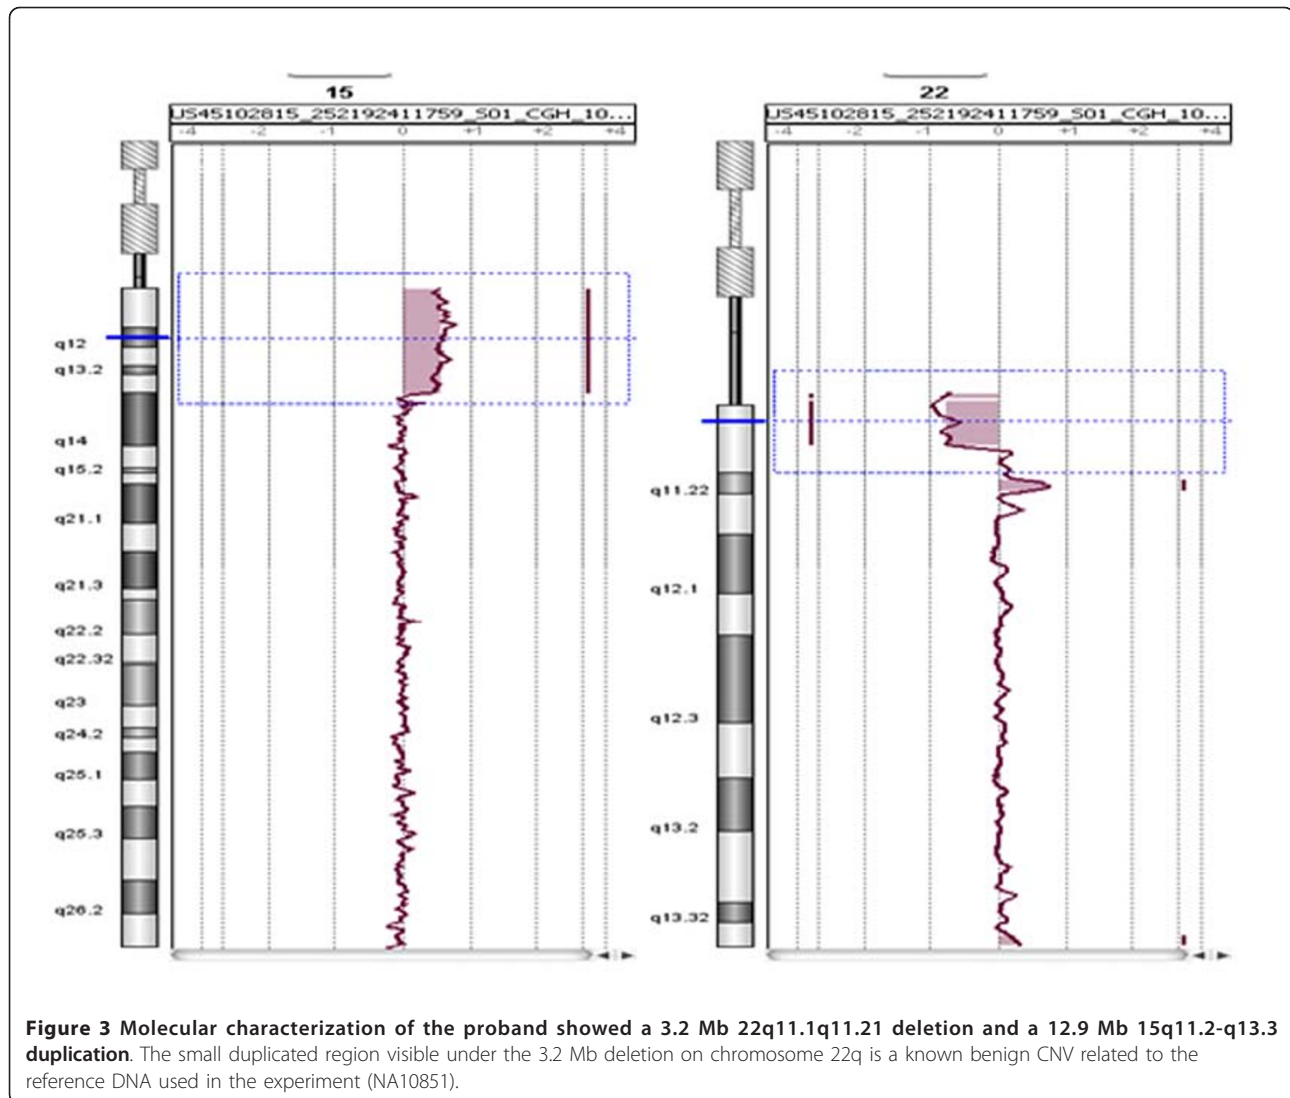 15
US45102815_252192411759_S01_CGH_10...
-4 -2 -1 0 +1 +2 +4
q12
q13.2
q14
q15.2
q21.1
q21.3
q22.2
q22.32
q23
q24.2
q25.1
q25.3
q26.2
22
US45102815_252192411759_S01_CGH_10...
-4 -2 -1 0 +1 +2 +4
q11.22
q12.1
q12.3
q13.2
q13.32
Figure 3 Molecular characterization of the proband showed a 3.2 Mb 22q11.1q11.21 deletion and a 12.9 Mb 15q11.2-q13.3
duplication. The small duplicated region visible under the 3.2 Mb deletion on chromosome 22q is a known benign CNV related to the
reference DNA used in the experiment (NA10851).